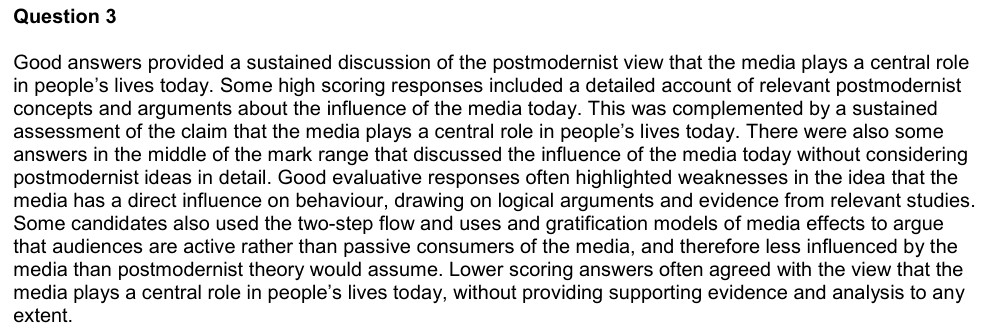 Question 3
Good answers provided a sustained discussion of the postmodernist view that the media plays a central role
in people's lives today. Some high scoring responses included a detailed account of relevant postmodernist
concepts and arguments about the influence of the media today. This was complemented by a sustained
assessment of the claim that the media plays a central role in people's lives today. There were also some
answers in the middle of the mark range that discussed the influence of the media today without considering
postmodernist ideas in detail. Good evaluative responses often highlighted weaknesses in the idea that the
media has a direct influence on behaviour, drawing on logical arguments and evidence from relevant studies.
Some candidates also used the two-step flow and uses and gratification models of media effects to argue
that audiences are active rather than passive consumers of the media, and therefore less influenced by the
media than postmodernist theory would assume. Lower scoring answers often agreed with the view that the
media plays a central role in people's lives today, without providing supporting evidence and analysis to any
extent.